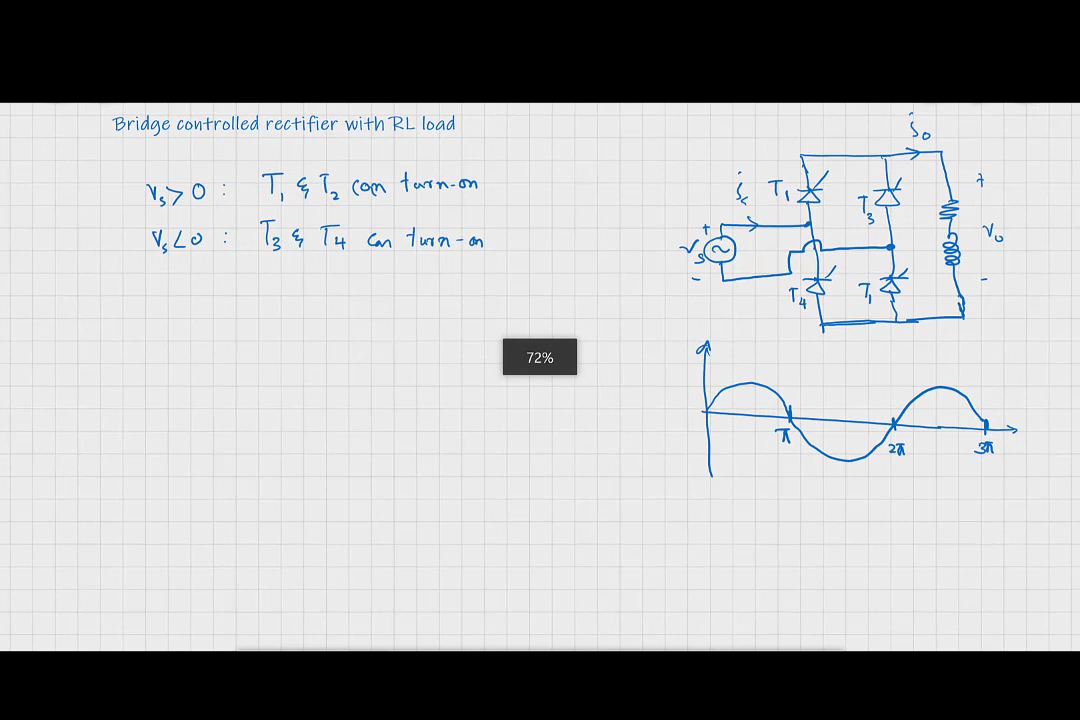 Bridge controlled rectifier with RL load
Vs > 0 : T1 & T2 can turn-on
Vs < 0 : T3 & T4 can turn-on
io
is T1 T3
+
+ Vs -
Vo
-
T4 T1
72%
π 2π 3π